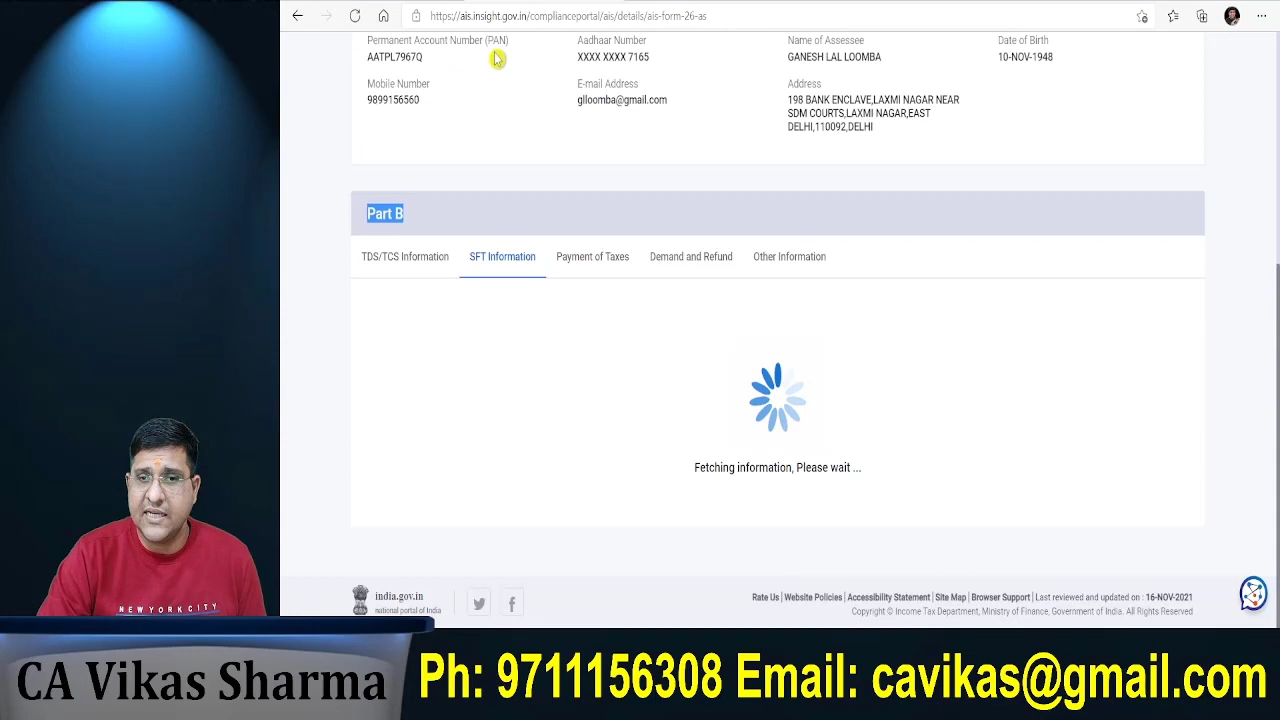 https://ais.insight.gov.in/complianceportal/ais/details/ais-form-26-as
Permanent Account Number (PAN)
AATPL7967Q
Aadhaar Number
XXXX XXXX 7165
Name of Assessee
GANESH LAL LOOMBA
Date of Birth
10-NOV-1948
Mobile Number
9899156560
E-mail Address
glloomba@gmail.com
Address
198 BANK ENCLAVE,LAXMI NAGAR NEAR
SDM COURTS,LAXMI NAGAR,EAST
DELHI,110092,DELHI
Part B
TDS/TCS Information SFT Information Payment of Taxes Demand and Refund Other Information
Fetching information, Please wait ...
india.gov.in
national portal of India
Rate Us | Website Policies | Accessibility Statement | Site Map | Browser Support | Last reviewed and updated on : 16-NOV-2021
Copyright © Income Tax Department, Ministry of Finance, Government of India. All Rights Reserved
NEWYORKCITY
CA Vikas Sharma
Ph: 9711156308 Email: cavikas@gmail.com